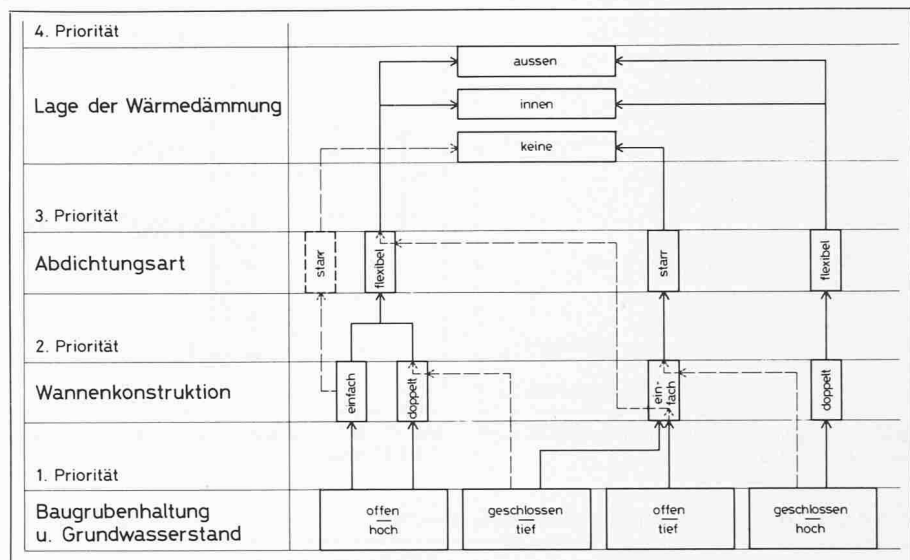 4. Priorität
aussen
Lage der Wärmedämmung
innen
keine
3. Priorität
starr
flexibel
starr
flexibel
Abdichtungsart
2. Priorität
Wannenkonstruktion
einfach
doppelt
ein-
fach
doppelt
1. Priorität
Baugrubenhaltung
u. Grundwasserstand
offen
hoch
geschlossen
tief
offen
tief
geschlossen
hoch